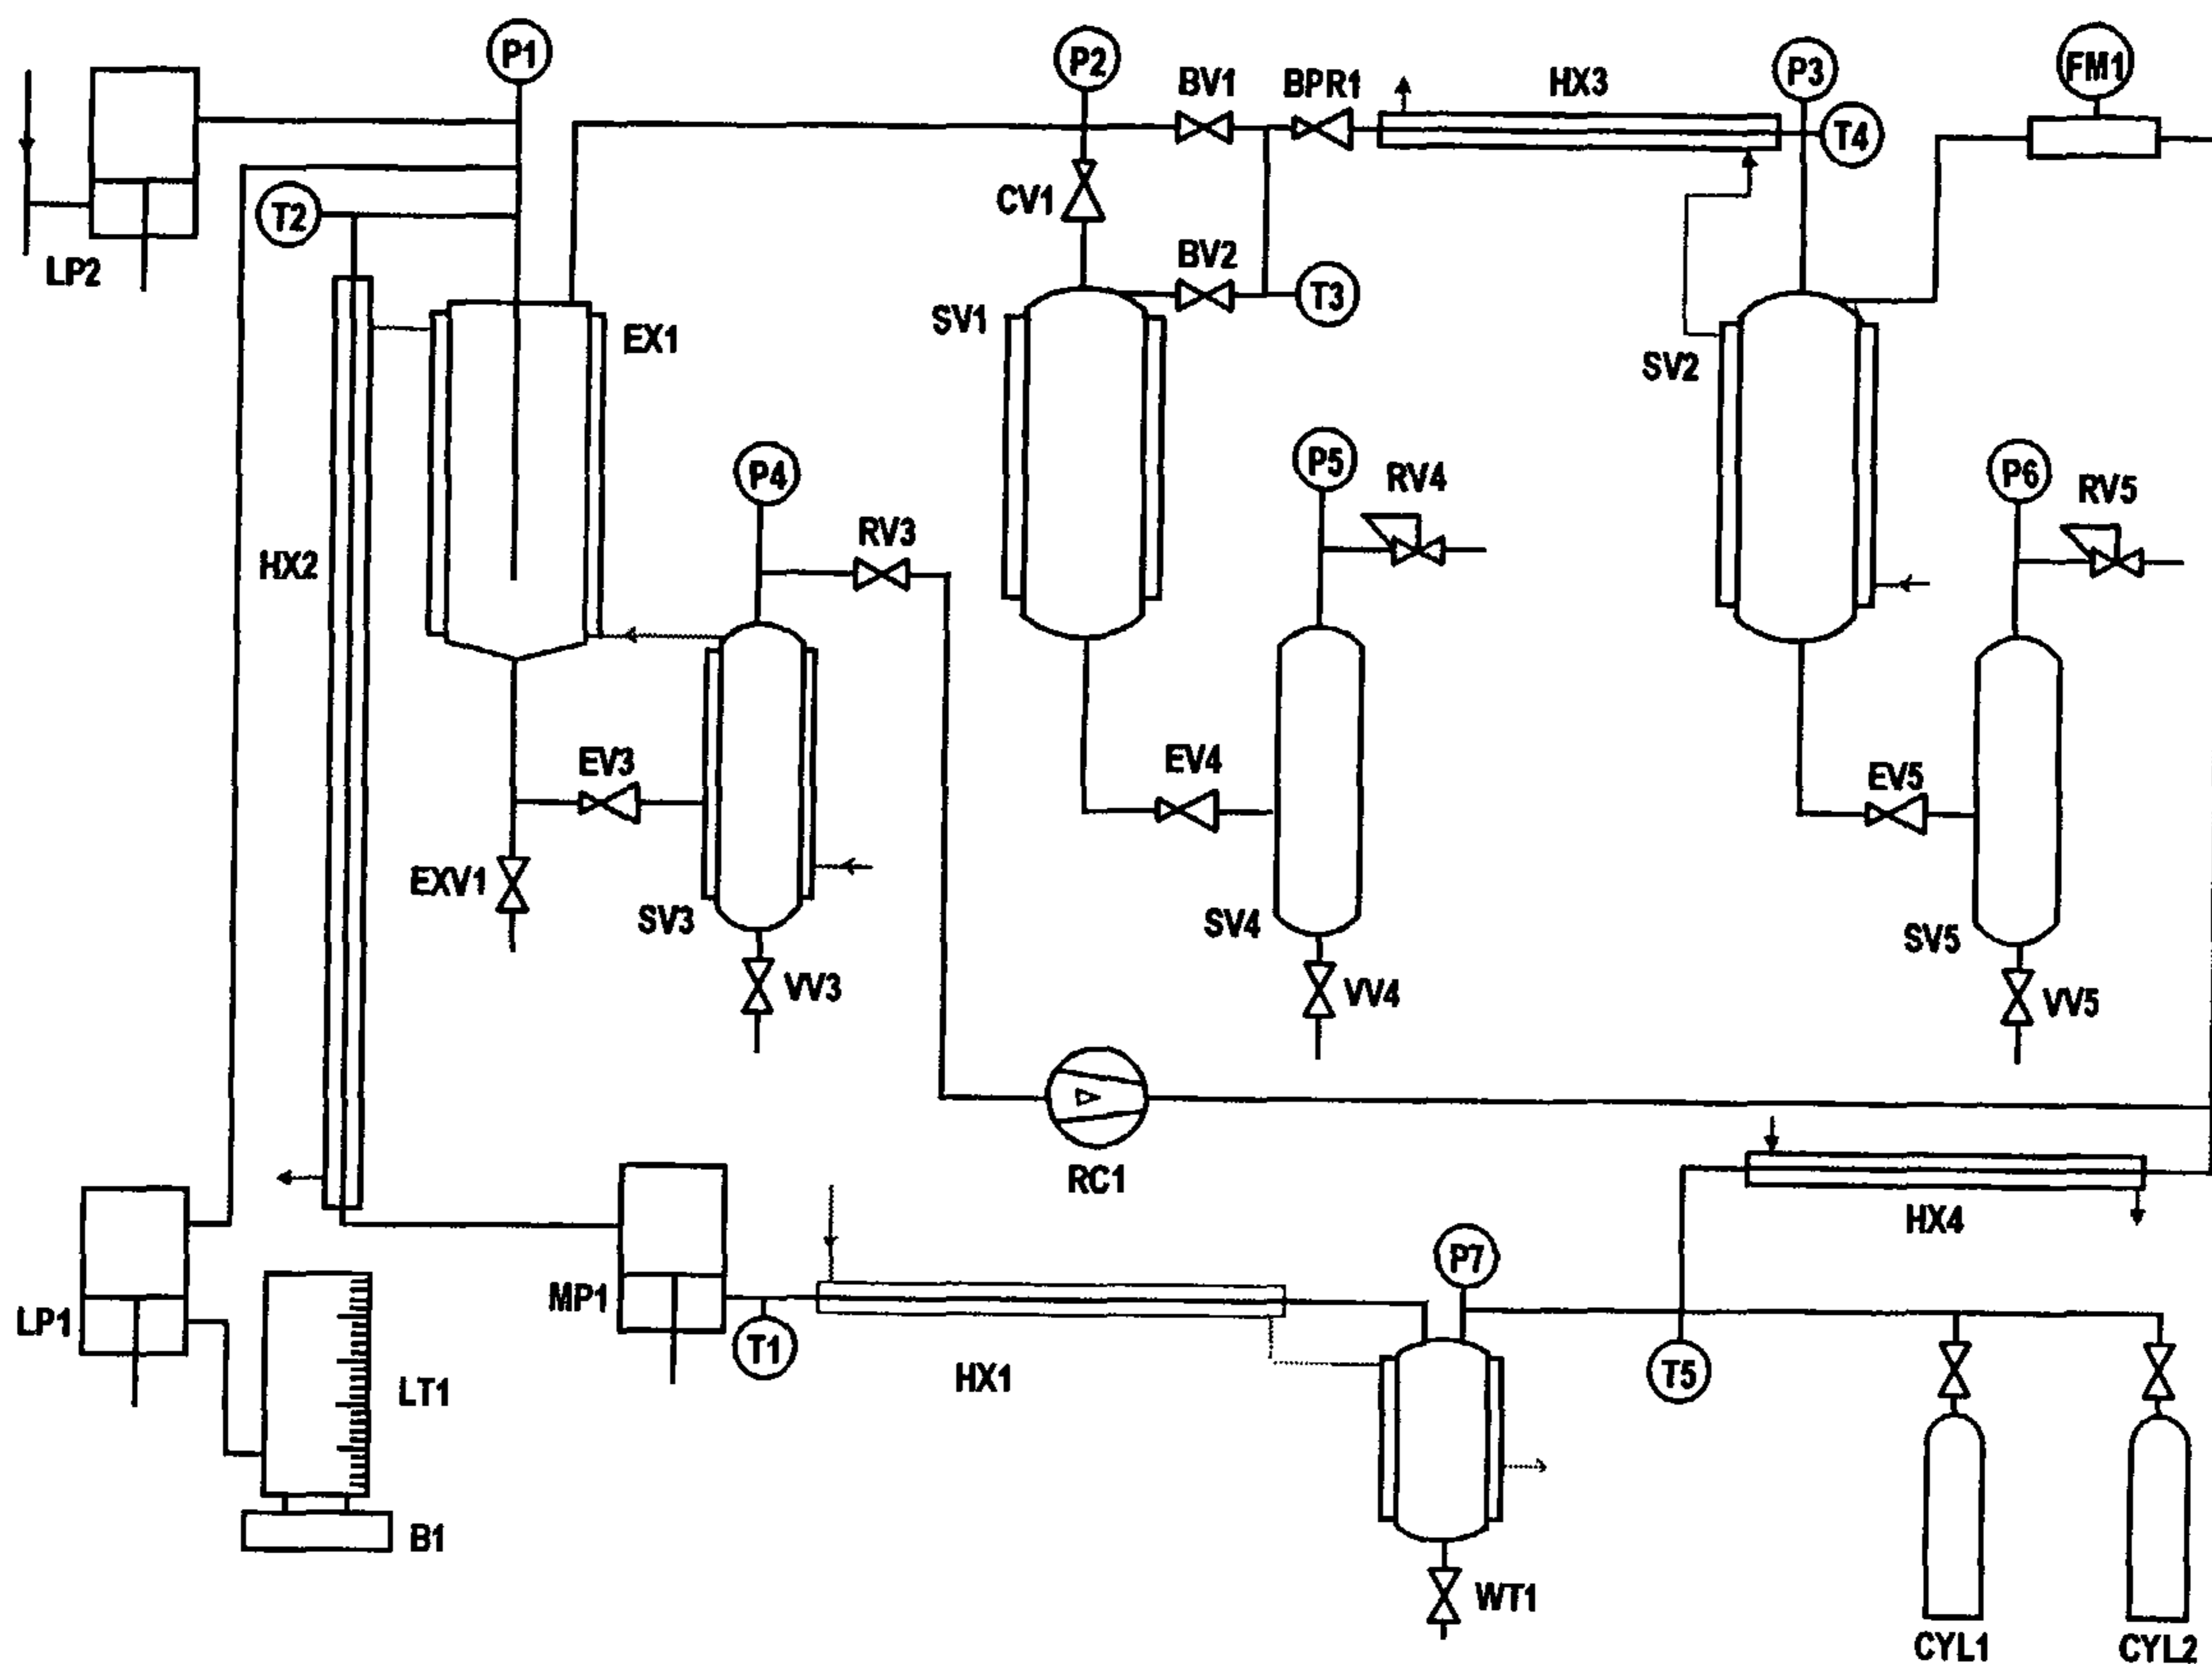 P1
P2
BV1
BPR1
HX3
P3
FM1
T4
T2
CV1
LP2
BV2
SV1
T3
EX1
SV2
P4
P5
RV4
P6
RV5
RV3
HX2
EV3
EV4
EV5
EXV1
SV3
SV4
SV5
VV3
VV4
VV5
RC1
HX4
P7
MP1
LP1
T1
HX1
T5
LT1
B1
WT1
CYL1
CYL2